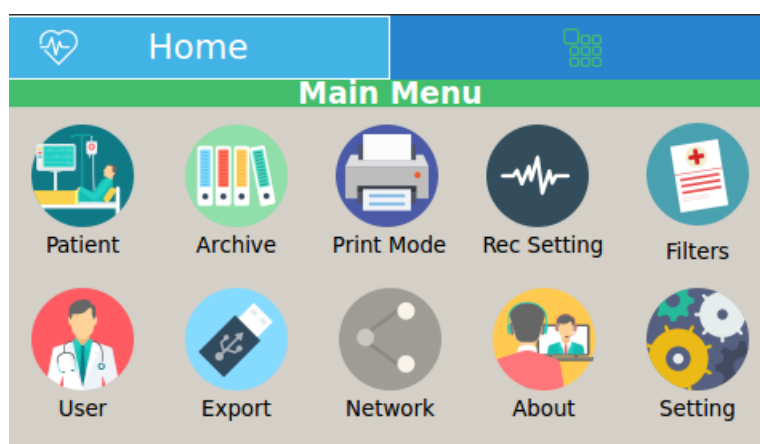 Home
Main Menu
Patient Archive Print Mode Rec Setting Filters
User Export Network About Setting